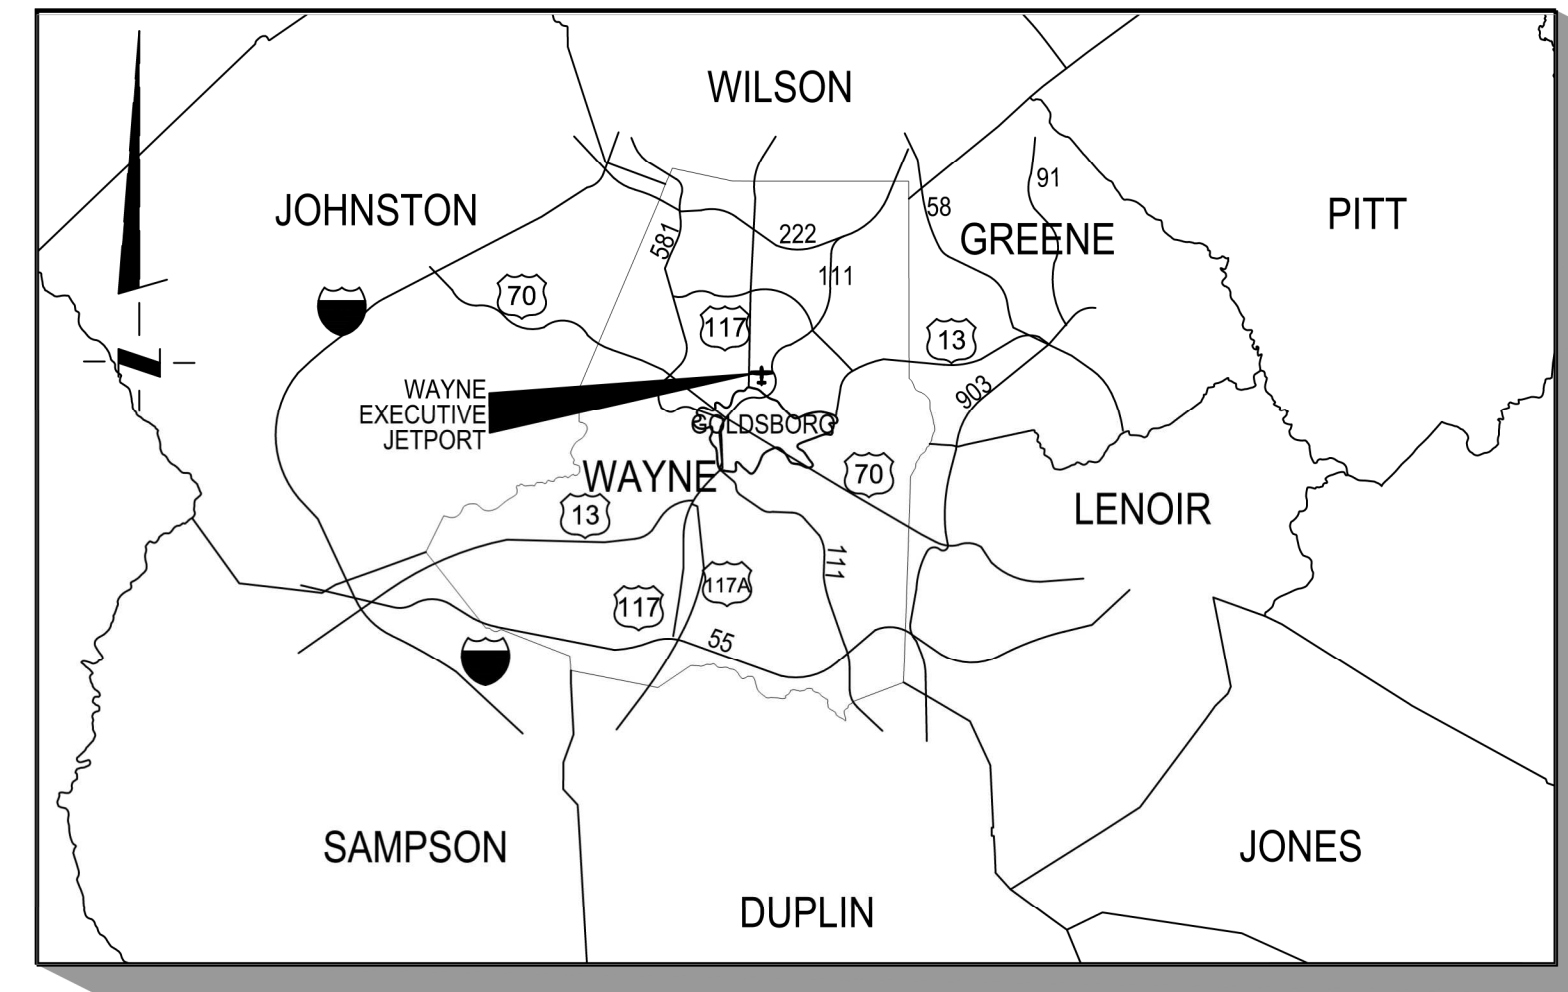 WILSON
91
JOHNSTON
58
PITT
222
GREENE
581
111
70
117
13
WAYNE
EXECUTIVE
JETPORT
903
GOLDSBORO
WAYNE
70
13
LENOIR
111
117A
117
55
SAMPSON
JONES
DUPLIN
N